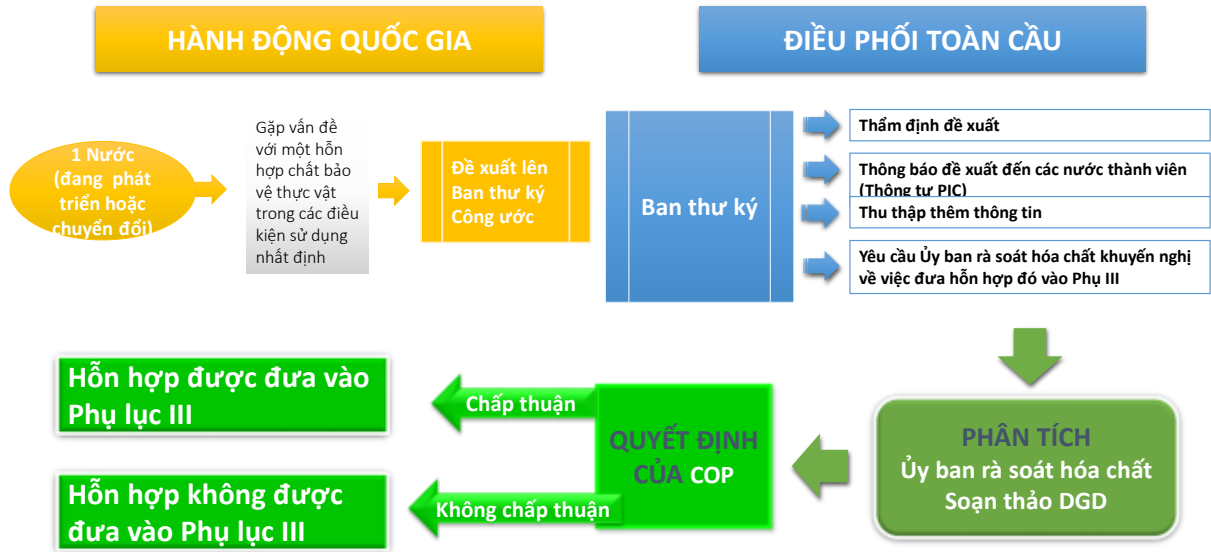 HÀNH ĐỘNG QUỐC GIA
ĐIỀU PHỐI TOÀN CẦU
1 Nước
(đang phát
triển hoặc
chuyển đổi)
Gặp vấn đề
với một hỗn
hợp chất bảo
vệ thực vật
trong các điều
kiện sử dụng
nhất định
Đề xuất lên
Ban thư ký
Công ước
Ban thư ký
Thẩm định đề xuất
Thông báo đề xuất đến các nước thành viên
(Thông tư PIC)
Thu thập thêm thông tin
Yêu cầu Ủy ban rà soát hóa chất khuyến nghị
về việc đưa hỗn hợp đó vào Phụ III
PHÂN TÍCH
Ủy ban rà soát hóa chất
Soạn thảo DGD
QUYẾT ĐỊNH
CỦA COP
Chấp thuận
Không chấp thuận
Hỗn hợp được đưa vào
Phụ lục III
Hỗn hợp không được
đưa vào Phụ lục III